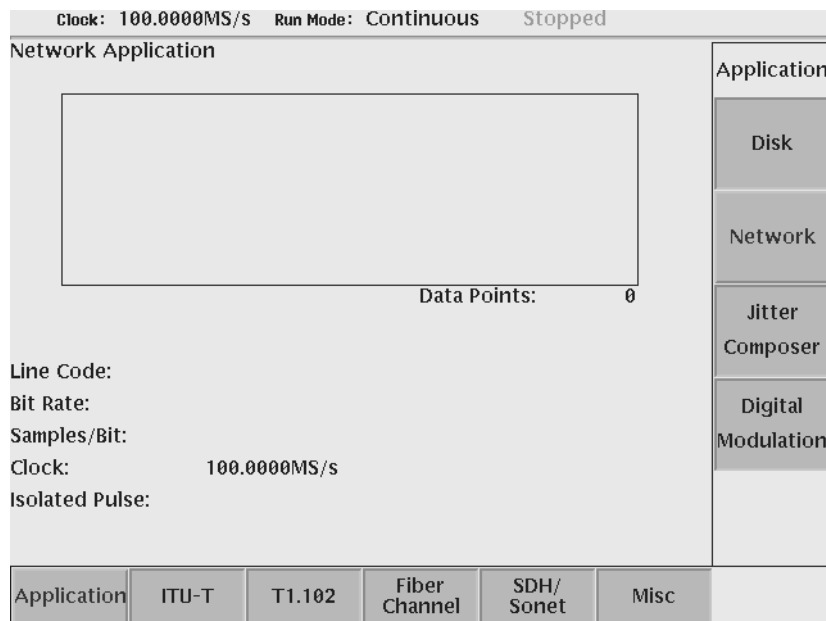 Clock: 100.0000MS/s Run Mode: Continuous Stopped
Network Application
Application
Disk
Network
Data Points: 0
Jitter
Composer
Line Code:
Bit Rate:
Digital
Modulation
Samples/Bit:
Clock: 100.0000MS/s
Isolated Pulse:
Application ITU-T T1.102 Fiber Channel SDH/ Sonet Misc